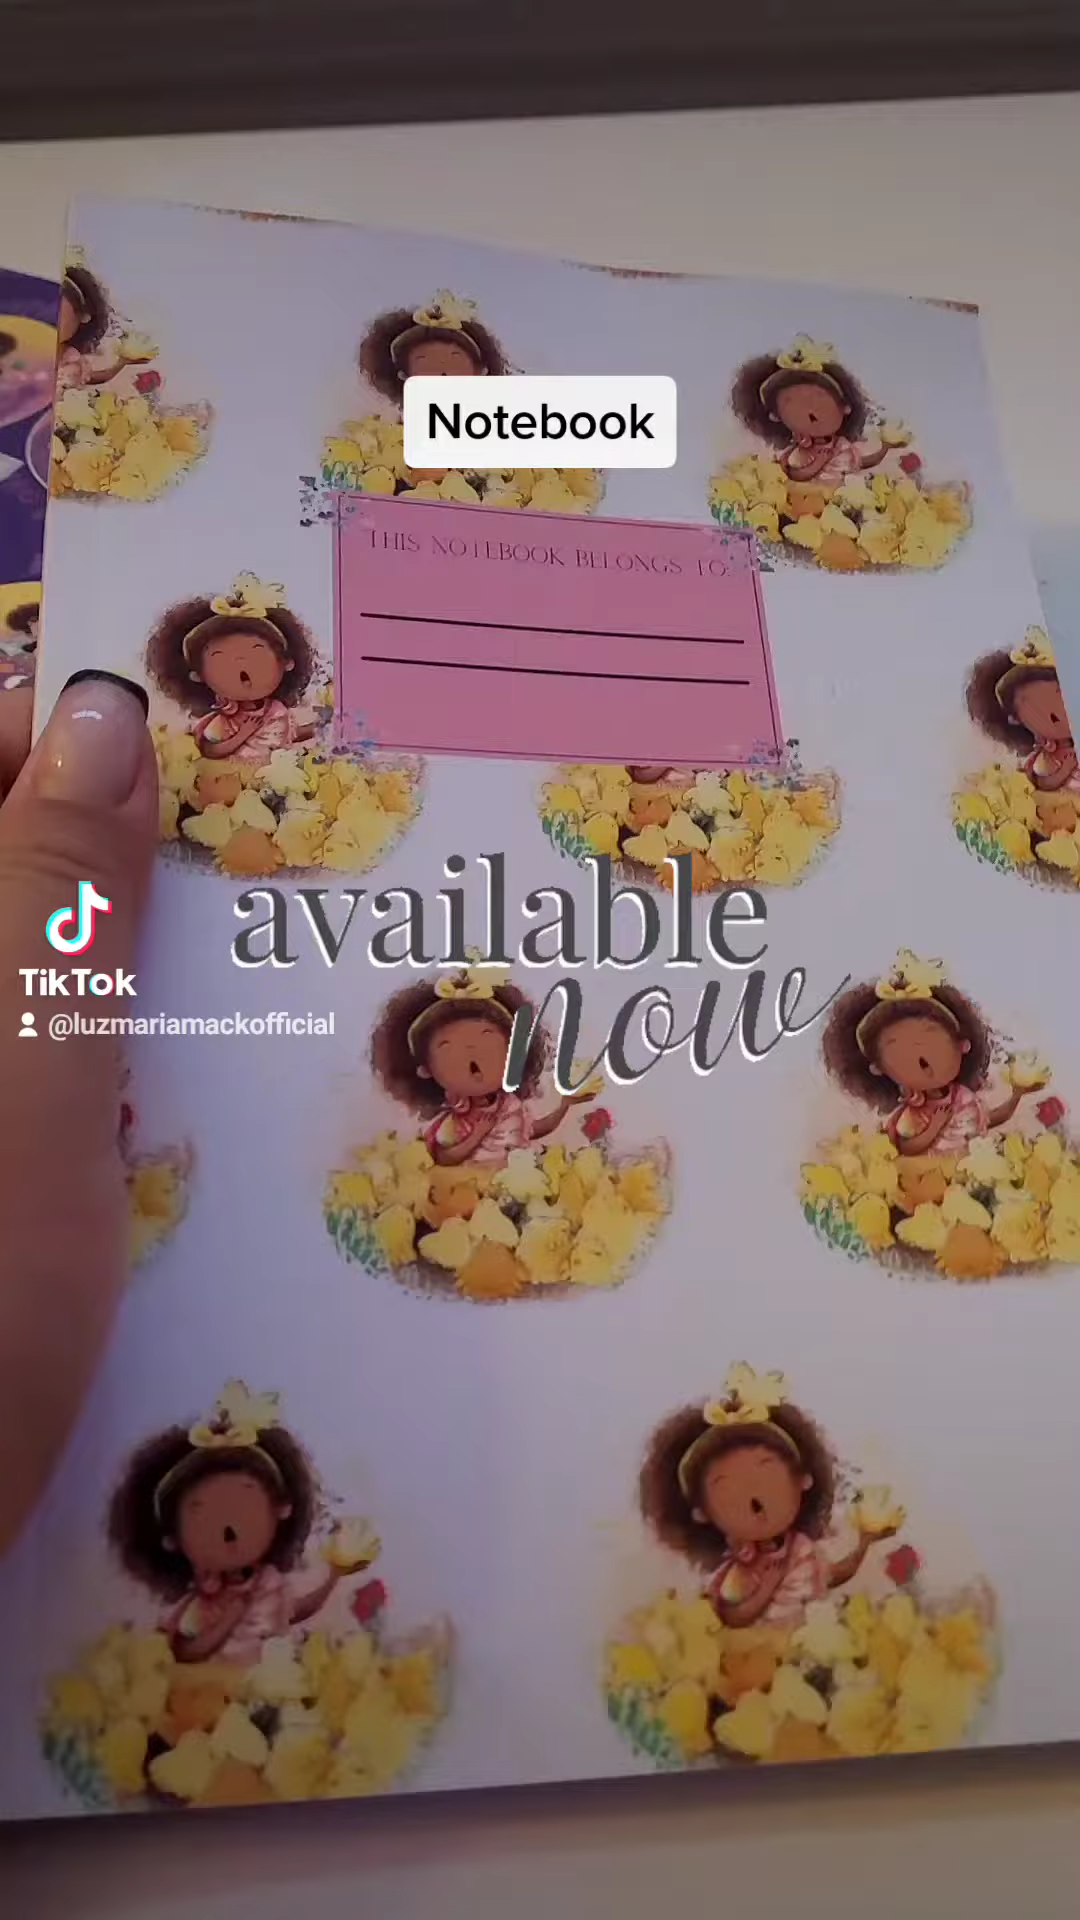 Notebook
THIS NOTEBOOK BELONGS TO:
available
now
TikTok
@luzmariamackofficial